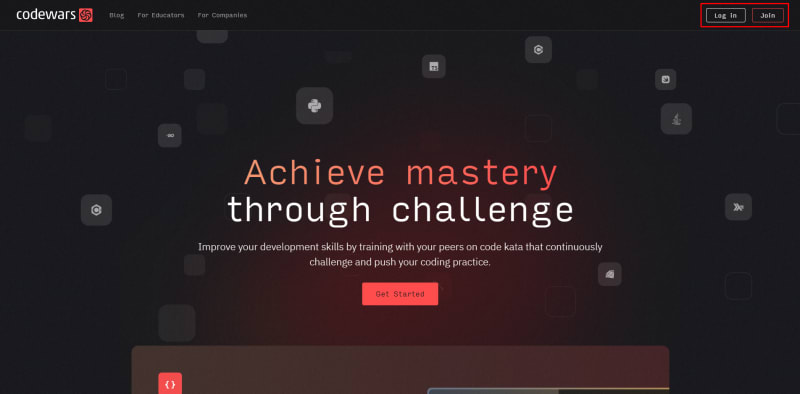 codewars
Blog
For Educators
For Companies
Log in
Join
Achieve mastery
through challenge
Improve your development skills by training with your peers on code kata that continuously
challenge and push your coding practice.
Get Started